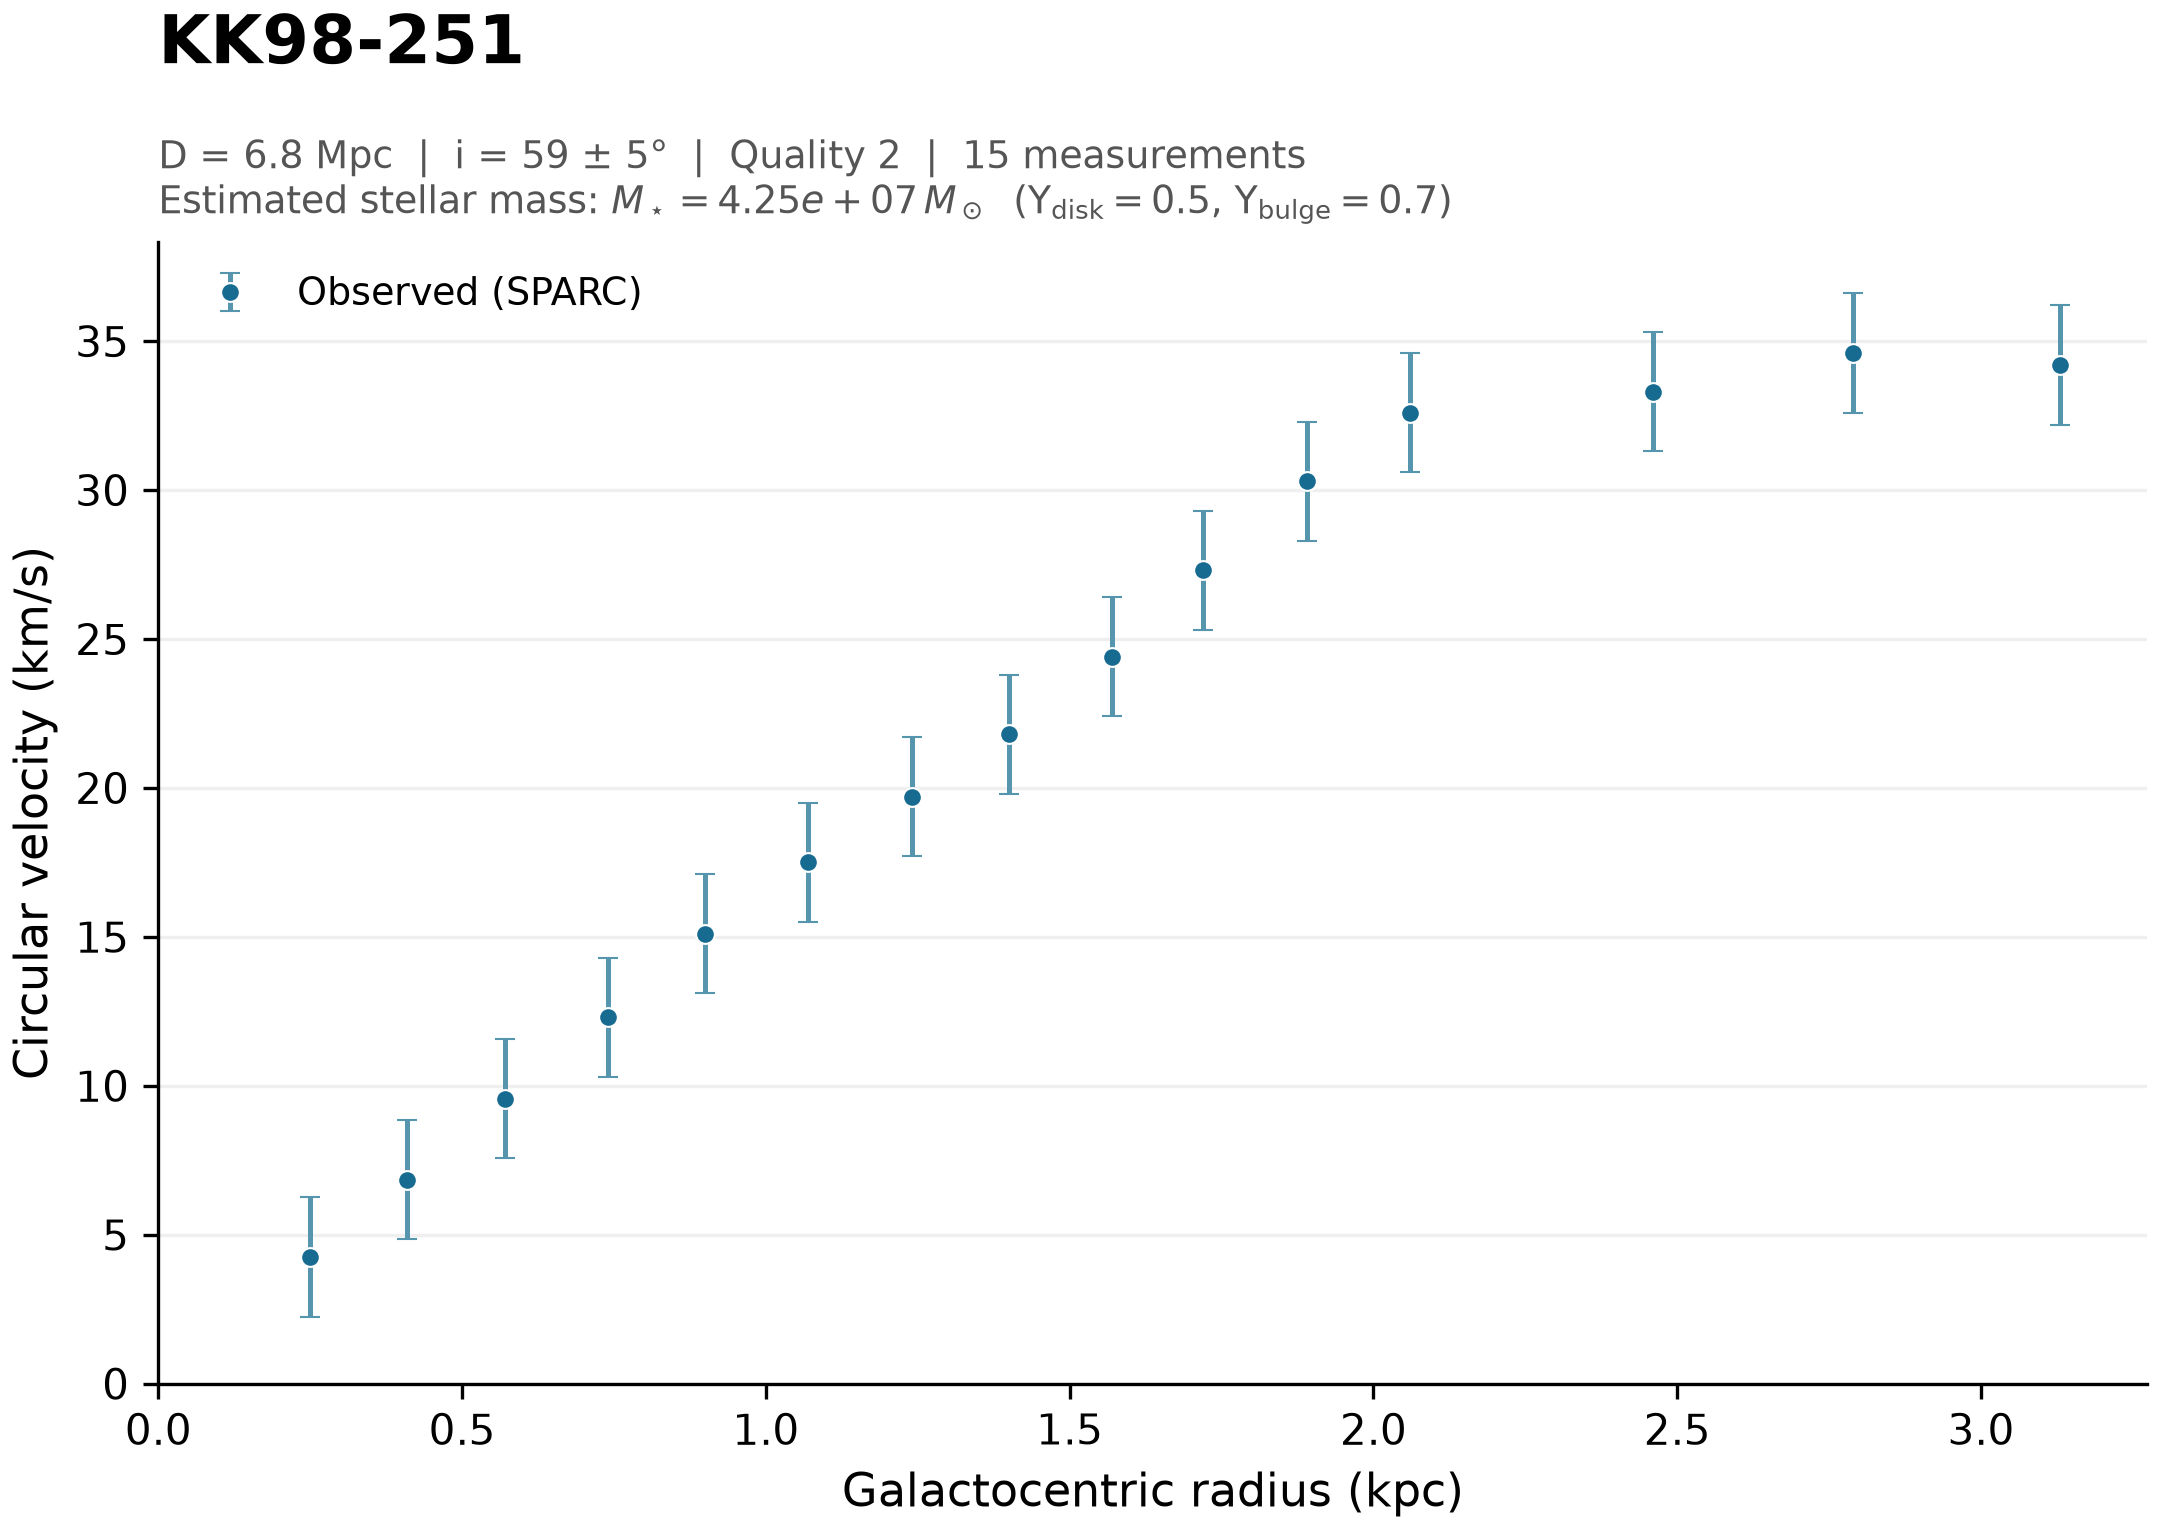 KK98-251
D = 6.8 Mpc | i = 59 ± 5° | Quality 2 | 15 measurements
Estimated stellar mass: M⋆ = 4.25e + 07 M⊙ (Ydisk = 0.5, Ybulge = 0.7)
Observed (SPARC)
35
30
25
20
15
10
5
0
Circular velocity (km/s)
0.0 0.5 1.0 1.5 2.0 2.5 3.0
Galactocentric radius (kpc)